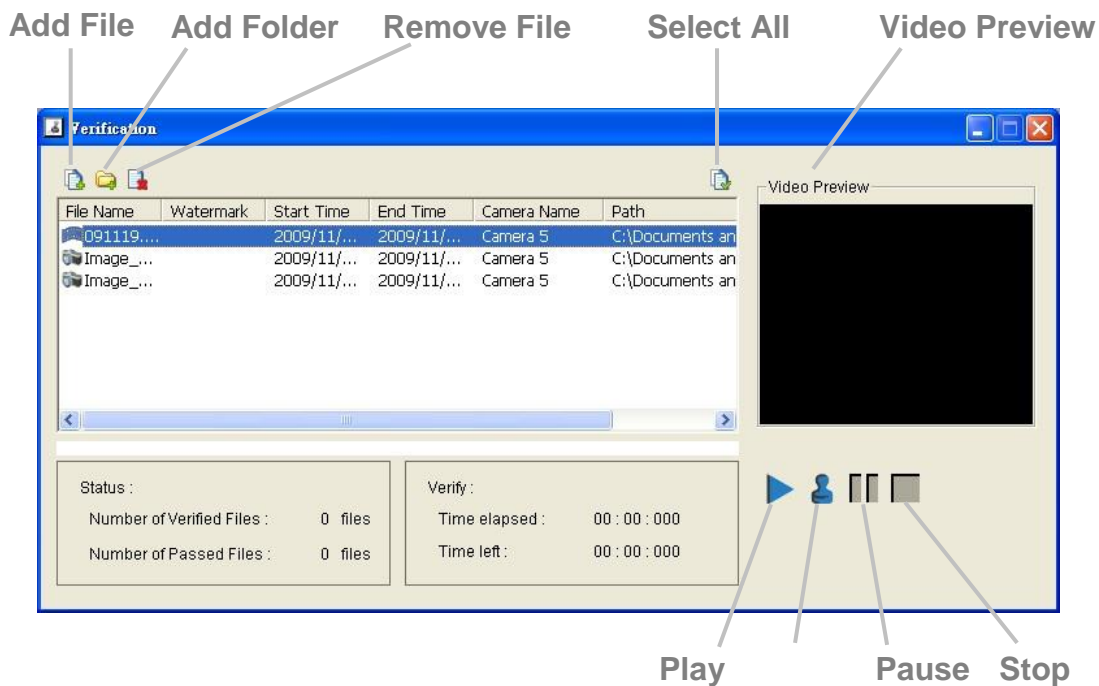 Add File Add Folder Remove File Select All Video Preview
Verification
Video Preview
File Name Watermark Start Time End Time Camera Name Path
091119.... 2009/11/... 2009/11/... Camera 5 C:\Documents an
Image_... 2009/11/... 2009/11/... Camera 5 C:\Documents an
Image_... 2009/11/... 2009/11/... Camera 5 C:\Documents an
Status :
Number of Verified Files : 0 files
Number of Passed Files : 0 files
Verify :
Time elapsed : 00 : 00 : 000
Time left : 00 : 00 : 000
Play Pause Stop